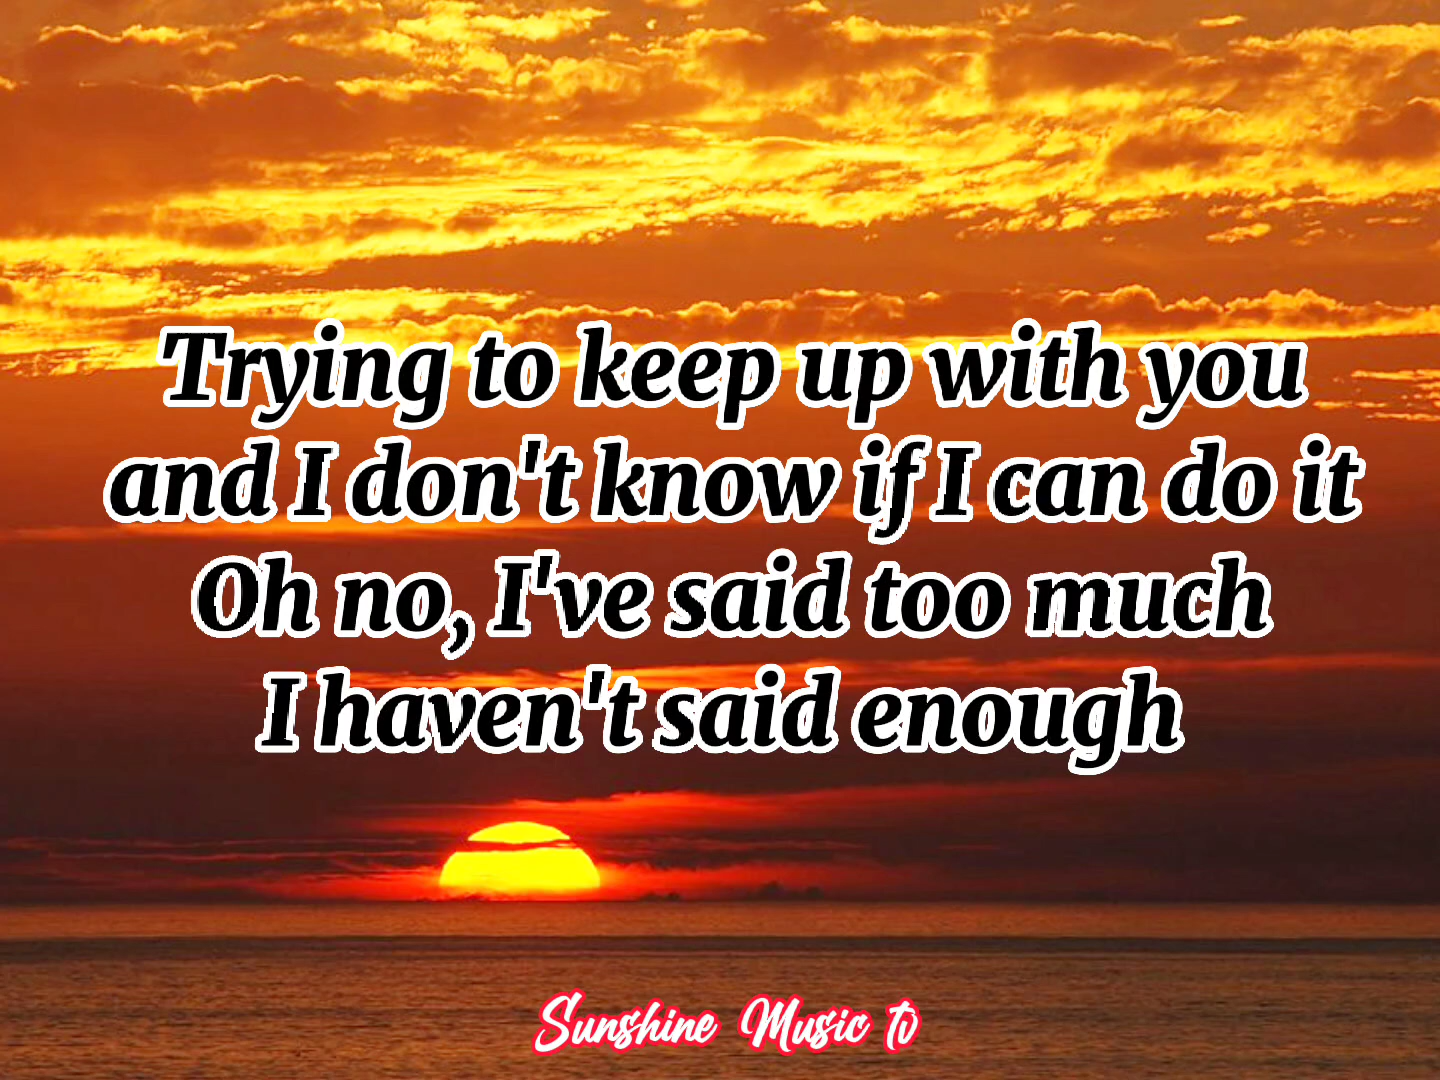 Trying to keep up with you
and I don't know if I can do it
Oh no, I've said too much
I haven't said enough
Sunshine Music tv